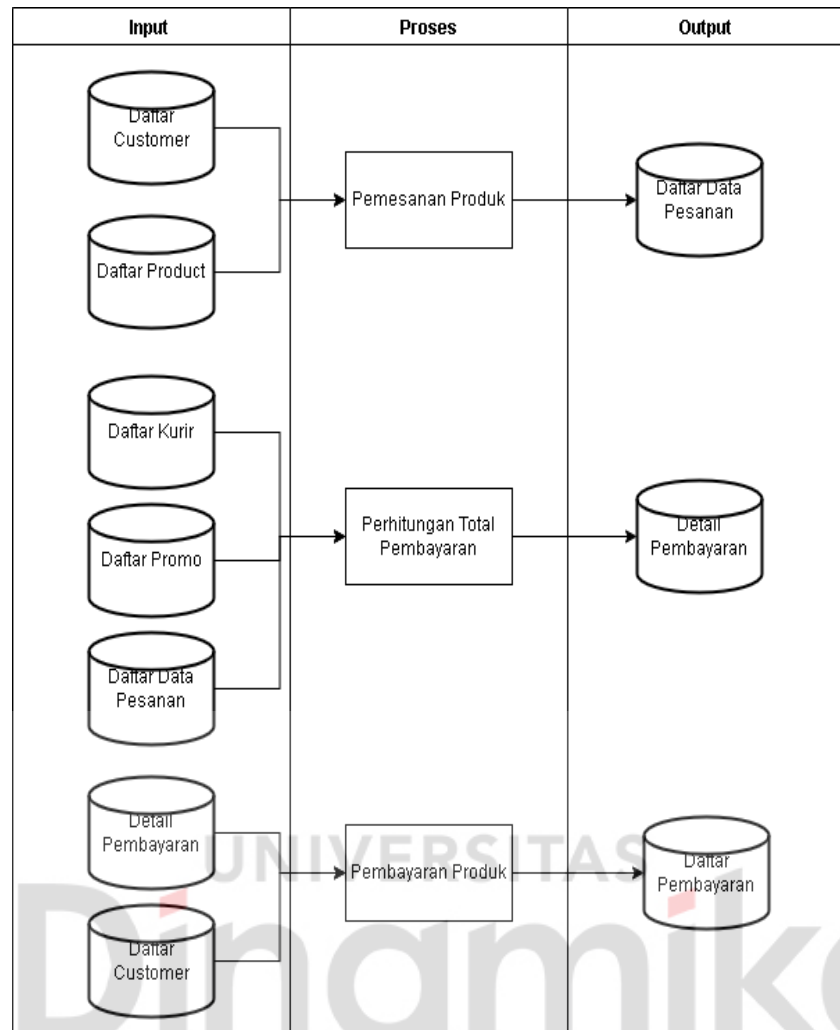 Input
Proses
Output
Daftar
Customer
Daftar Product
Pemesanan Produk
Daftar Data
Pesanan
Daftar Kurir
Daftar Promo
Daftar Data
Pesanan
Perhitungan Total
Pembayaran
Detail
Pembayaran
Detail
Pembayaran
Daftar
Customer
Pembayaran Produk
Daftar
Pembayaran
UNIVERSITAS
Dinamika